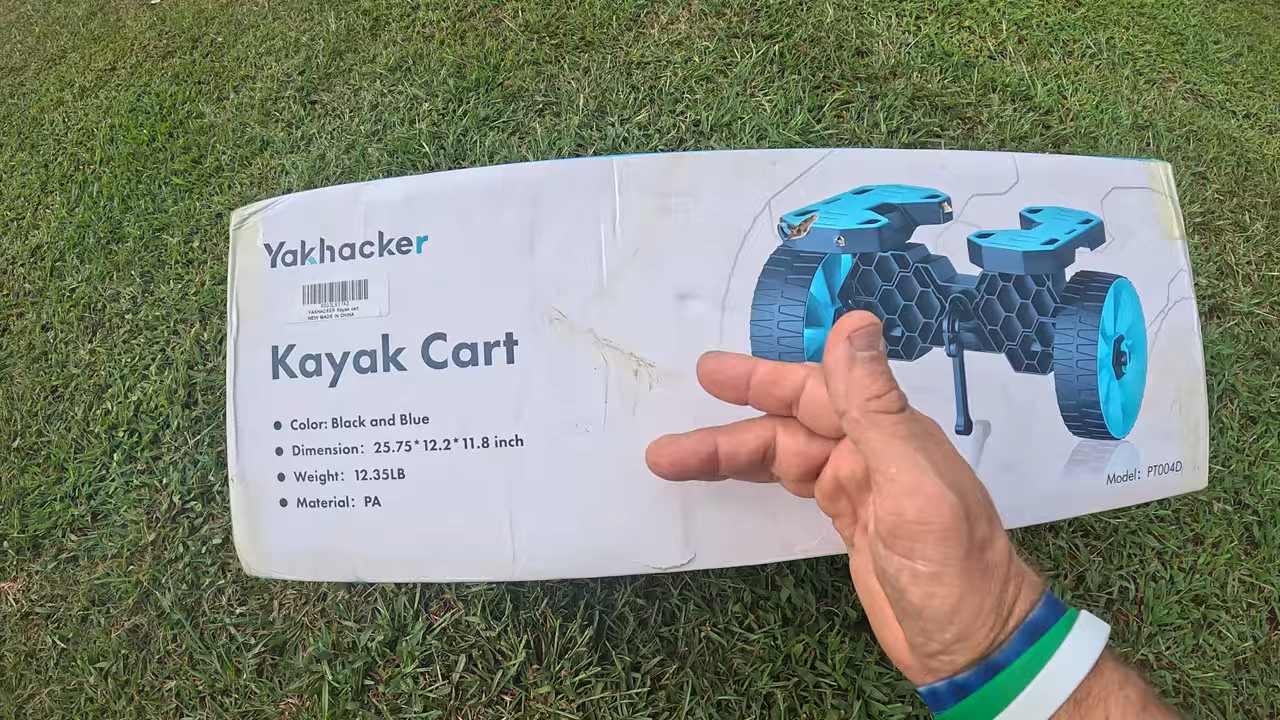 Yakhacker
YAKHACKER Kayak cart
NEW MADE IN CHINA
Kayak Cart
• Color: Black and Blue
• Dimension: 25.75*12.2*11.8 inch
• Weight: 12.35LB
• Material: PA
Model: PT004D